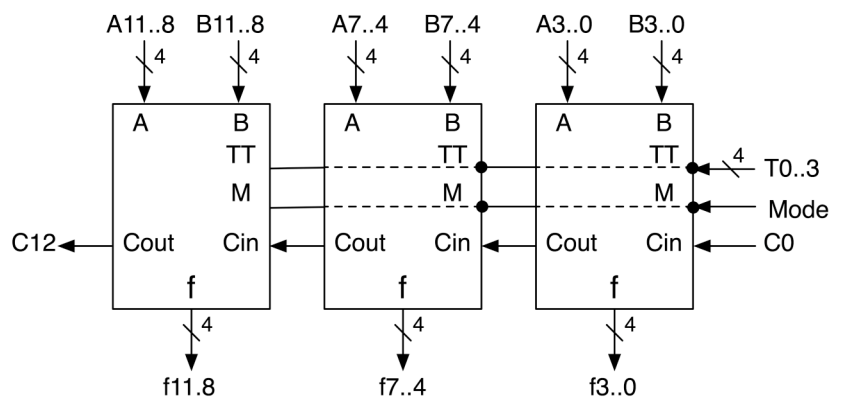 A11..8 B11..8 A7..4 B7..4 A3..0 B3..0
4 4 4 4 4 4
A B A B A B
TT TT TT 4 T0..3
M M M Mode
C12 Cout Cin Cout Cin Cout Cin C0
f f f
4 4 4
f11.8 f7..4 f3..0